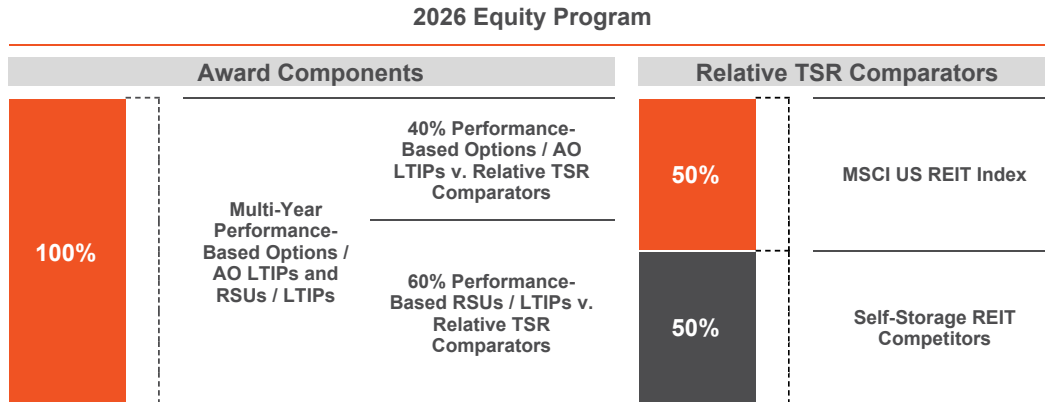 2026 Equity Program
Award Components
Relative TSR Comparators
100%
Multi-Year
Performance-
Based Options /
AO LTIPs and
RSUs / LTIPs
40% Performance-
Based Options / AO
LTIPs v. Relative TSR
Comparators
60% Performance-
Based RSUs / LTIPs v.
Relative TSR
Comparators
50%
MSCI US REIT Index
50%
Self-Storage REIT
Competitors